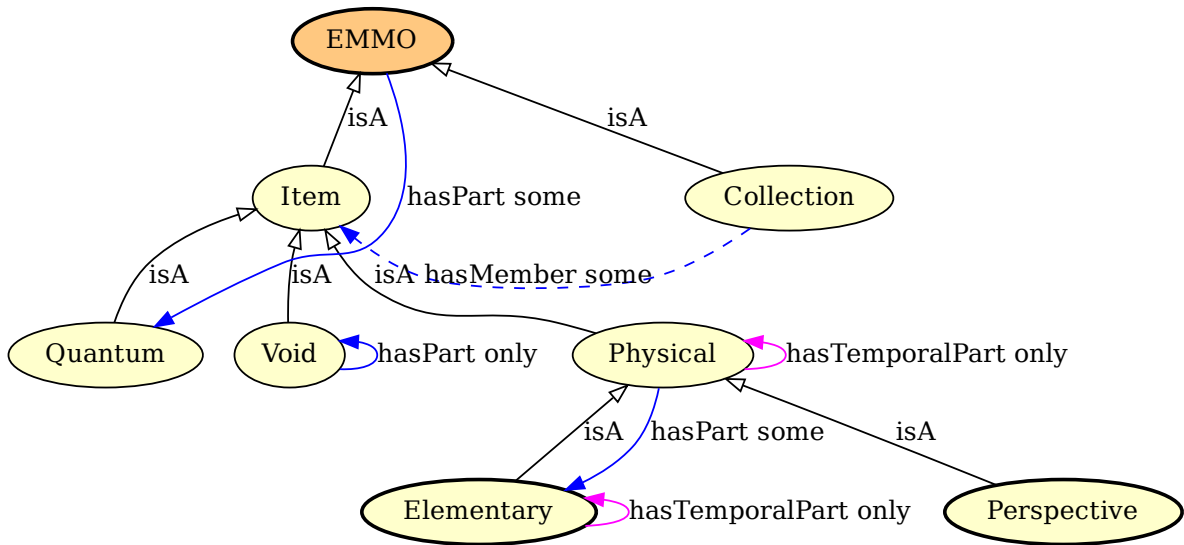 EMMO
isA
isA
Item
hasPart some
Collection
isA
isA
isA
hasMember some
Quantum
Void
hasPart only
Physical
hasTemporalPart only
isA
hasPart some
isA
Elementary
hasTemporalPart only
Perspective